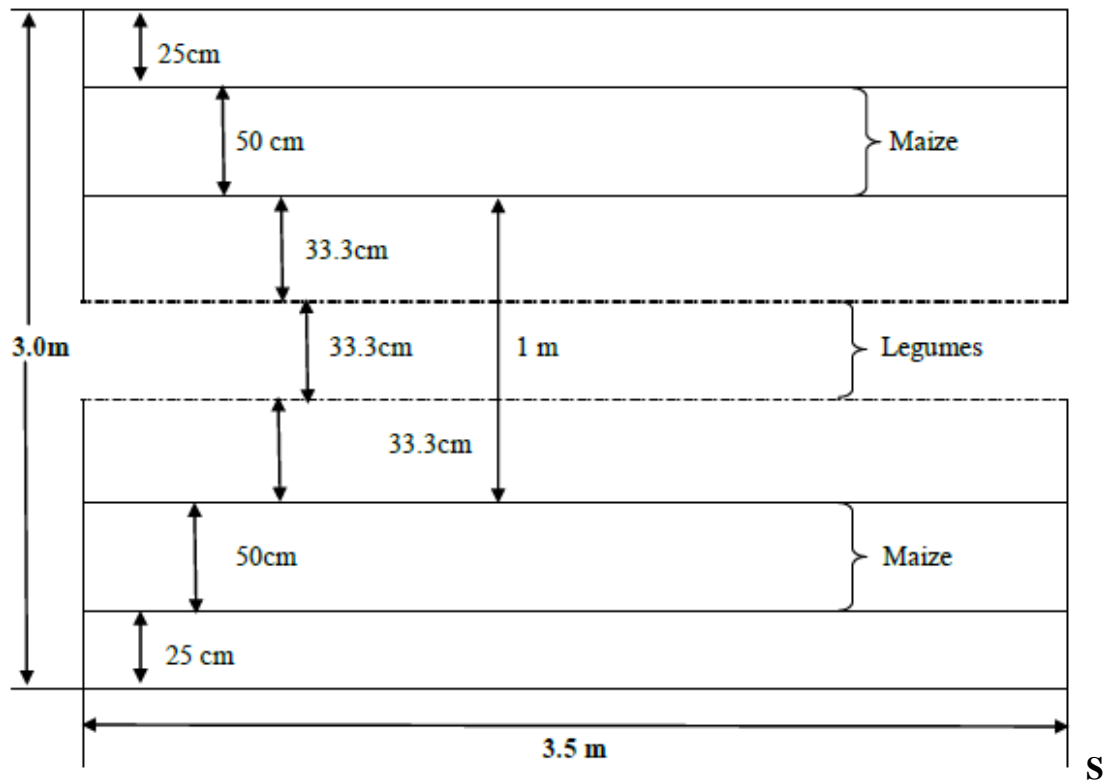 25cm
50 cm
Maize
33.3cm
3.0m
33.3cm
1 m
Legumes
33.3cm
50cm
Maize
25 cm
3.5 m
S